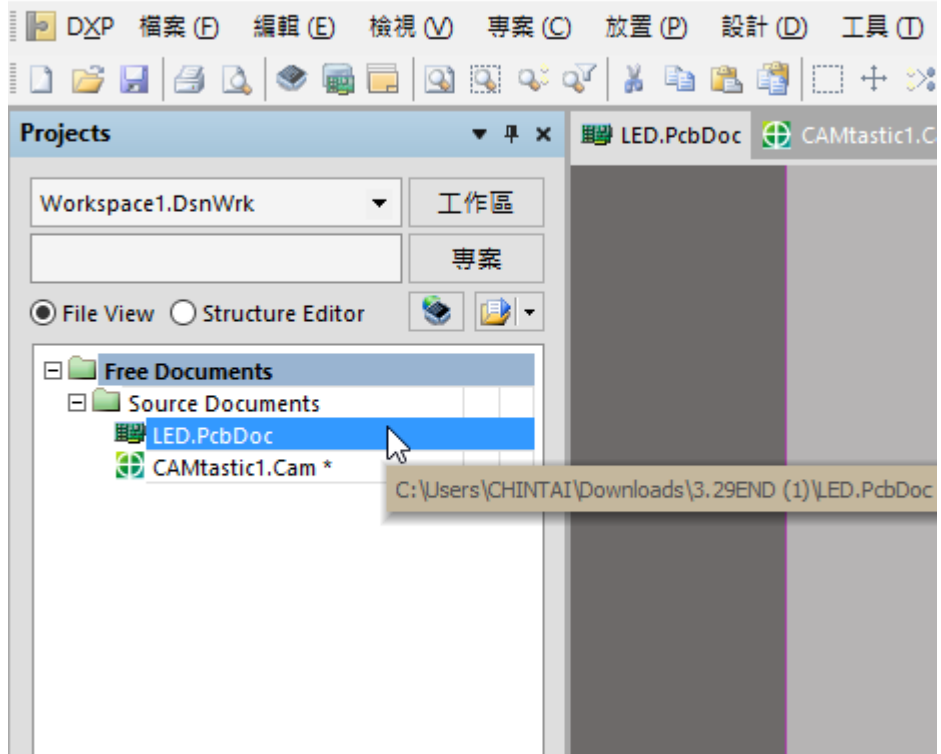 DXP 檔案 (F) 編輯 (E) 檢視 (V) 專案 (C) 放置 (P) 設計 (D) 工具 (T)
Projects
LED.PcbDoc CAMtastic1.C
Workspace1.DsnWrk 工作區
專案
File View Structure Editor
Free Documents
Source Documents
LED.PcbDoc
CAMtastic1.Cam *
C:\Users\CHINTAI\Downloads\3.29END (1)\LED.PcbDoc